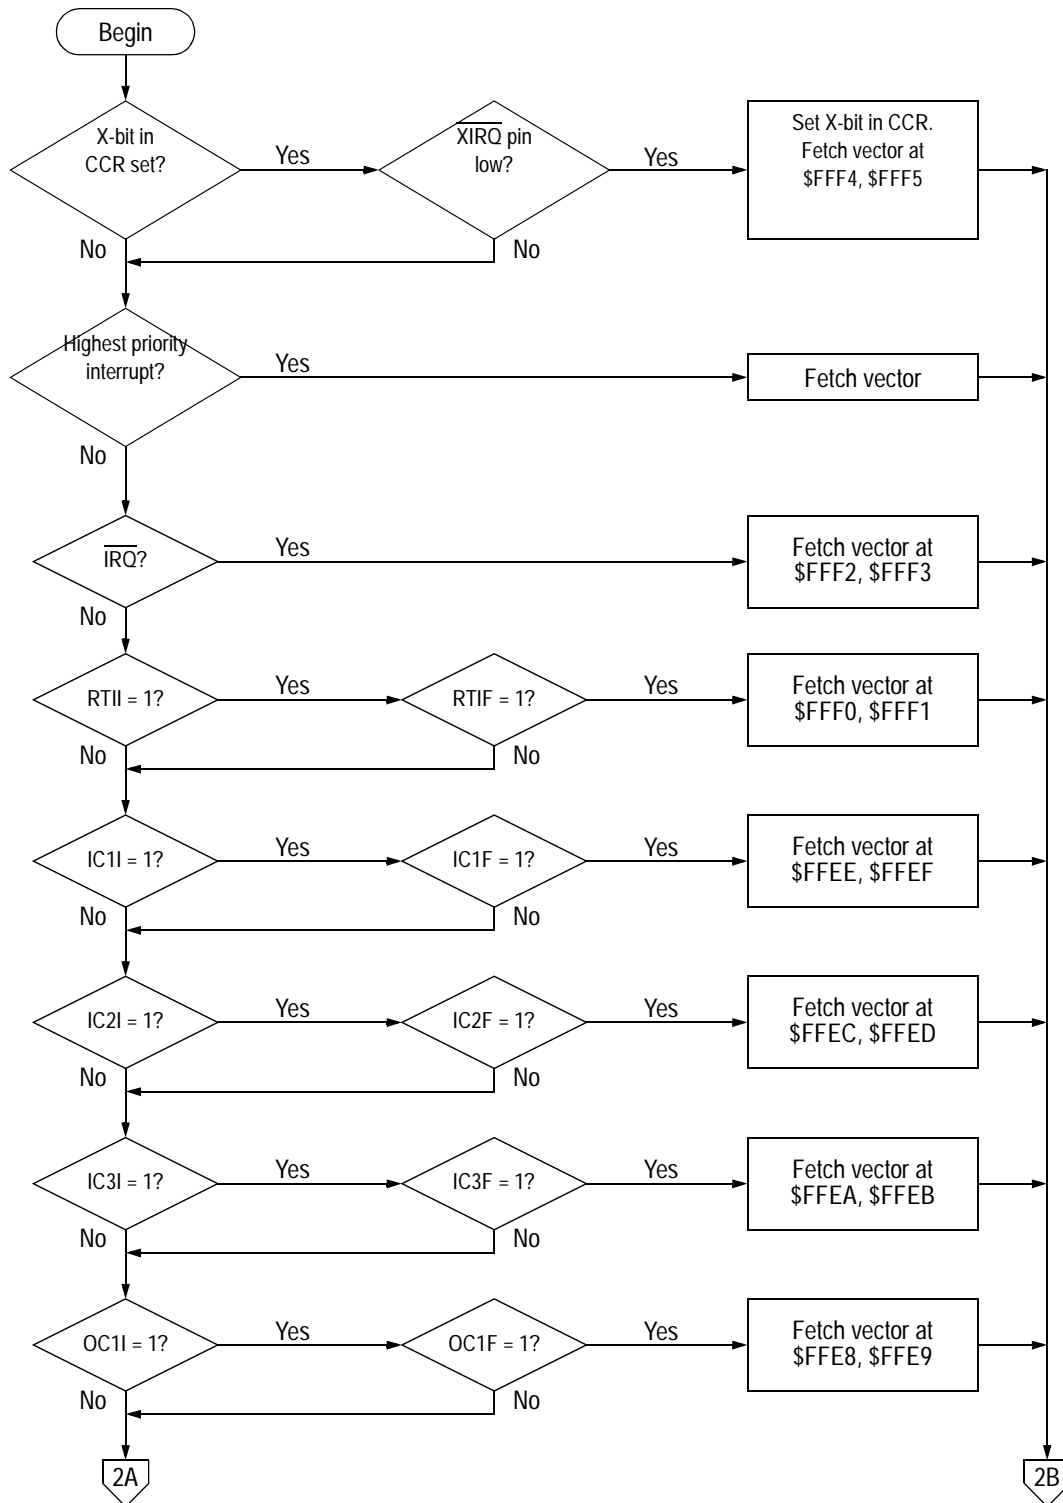 Begin
X-bit in
CCR set?
Yes
XIRQ pin
low?
Yes
Set X-bit in CCR.
Fetch vector at
$FFF4, $FFF5
No
No
Highest priority
interrupt?
Yes
Fetch vector
No
IRQ?
Yes
Fetch vector at
$FFF2, $FFF3
No
RTII = 1?
Yes
RTIF = 1?
Yes
Fetch vector at
$FFF0, $FFF1
No
No
IC1I = 1?
Yes
IC1F = 1?
Yes
Fetch vector at
$FFEE, $FFEF
No
No
IC2I = 1?
Yes
IC2F = 1?
Yes
Fetch vector at
$FFEC, $FFED
No
No
IC3I = 1?
Yes
IC3F = 1?
Yes
Fetch vector at
$FFEA, $FFEB
No
No
OC1I = 1?
Yes
OC1F = 1?
Yes
Fetch vector at
$FFE8, $FFE9
No
No
2A
2B